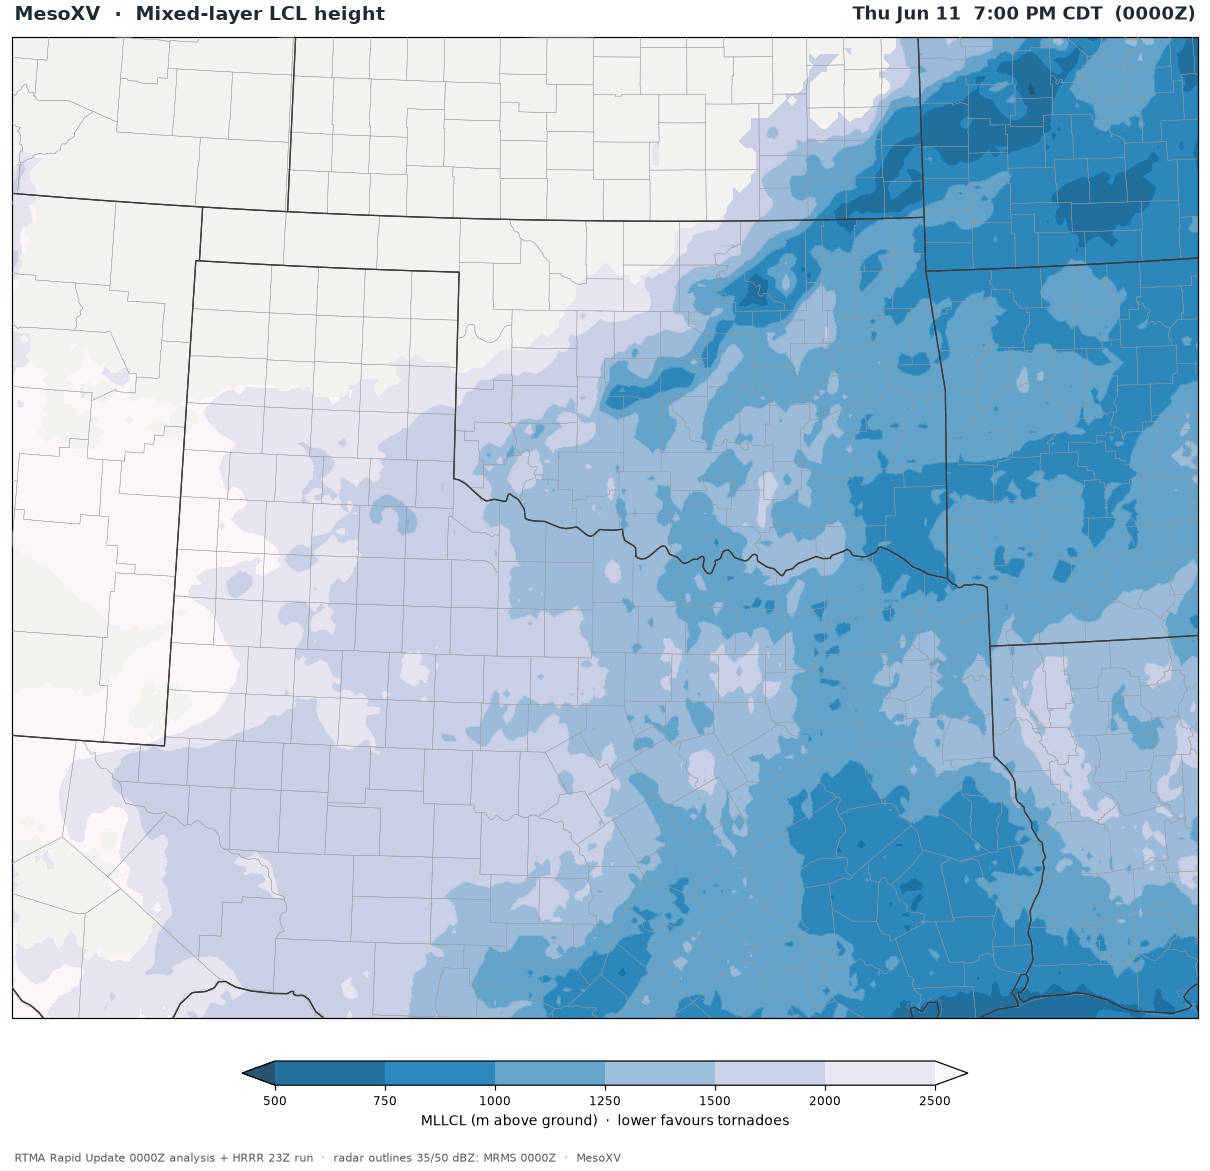 MesoXV · Mixed-layer LCL height
Thu Jun 11 7:00 PM CDT (0000Z)
500 750 1000 1250 1500 2000 2500
MLLCL (m above ground) · lower favours tornadoes
RTMA Rapid Update 0000Z analysis + HRRR 23Z run · radar outlines 35/50 dBZ: MRMS 0000Z · MesoXV